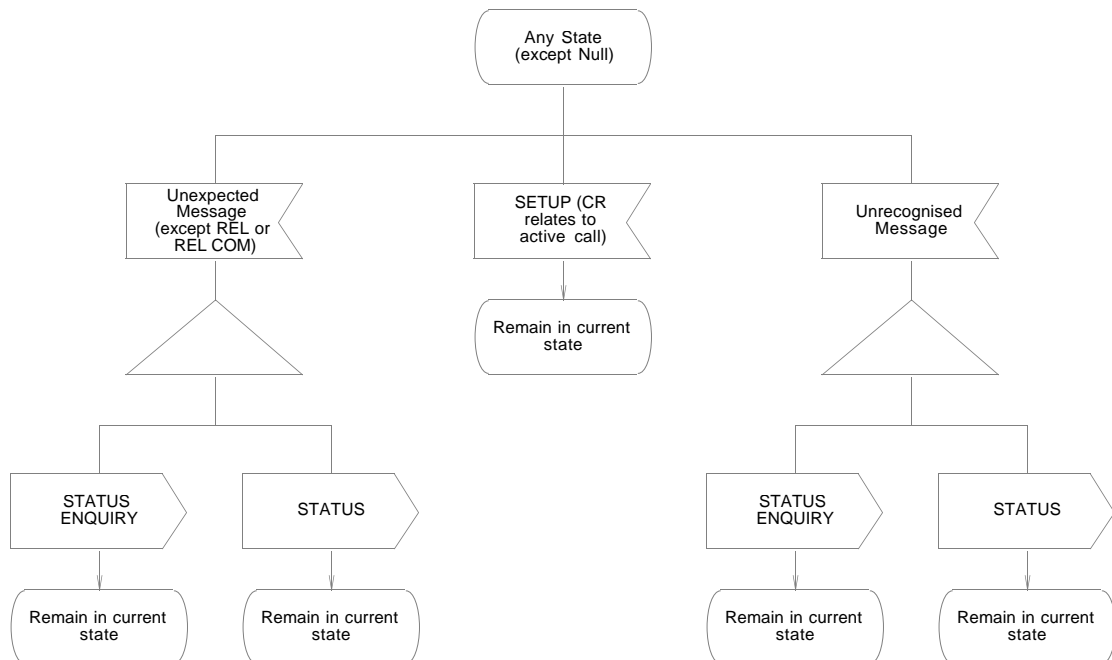 Any State
(except Null)
Unexpected
Message
(except REL or
REL COM)
SETUP (CR
relates to
active call)
Unrecognised
Message
Remain in current
state
STATUS
ENQUIRY
STATUS
STATUS
ENQUIRY
STATUS
Remain in current
state
Remain in current
state
Remain in current
state
Remain in current
state